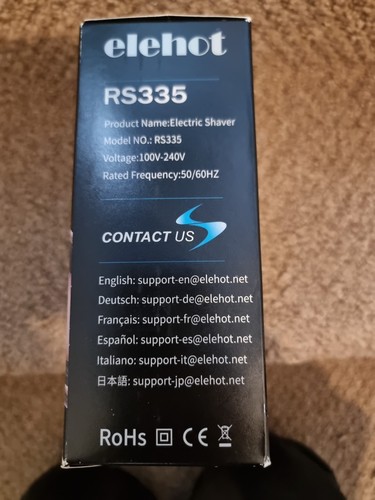 elehot
RS335
Product Name:Electric Shaver
Model NO.: RS335
Voltage:100V-240V
Rated Frequency:50/60HZ
CONTACT US
English: support-en@elehot.net
Deutsch: support-de@elehot.net
Français: support-fr@elehot.net
Español: support-es@elehot.net
Italiano: support-it@elehot.net
日本語: support-jp@elehot.net
RoHs CE